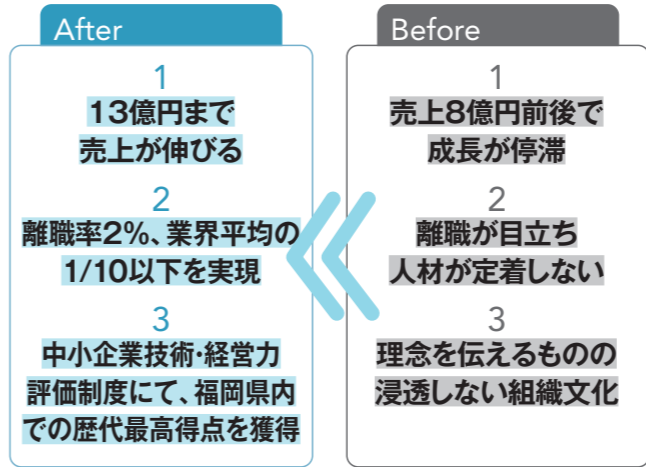 After
1
13億円まで
売上が伸びる
2
離職率2％、業界平均の
1/10以下を実現
3
中小企業技術・経営力
評価制度にて、福岡県内
での歴代最高得点を獲得
Before
1
売上8億円前後で
成長が停滞
2
離職が目立ち
人材が定着しない
3
理念を伝えるものの
浸透しない組織文化